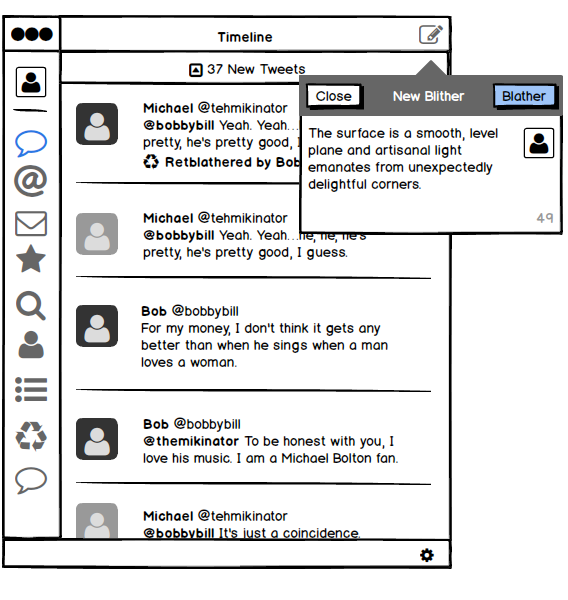 Timeline
37 New Tweets
Close
New Blither
Blather
The surface is a smooth, level
plane and artisanal light
emanates from unexpectedly
delightful corners.
49
Michael @tehmikinator
@bobbybill Yeah. Yeah...
pretty, he's pretty good, I
Retblathered by Bob
Michael @tehmikinator
@bobbybill Yeah. Yeah...he, he, he's
pretty, he's pretty good, I guess.
Bob @bobbybill
For my money, I don't think it gets any
better than when he sings when a man
loves a woman.
Bob @bobbybill
@themikinator To be honest with you, I
love his music. I am a Michael Bolton fan.
Michael @tehmikinator
@bobbybill It's just a coincidence.